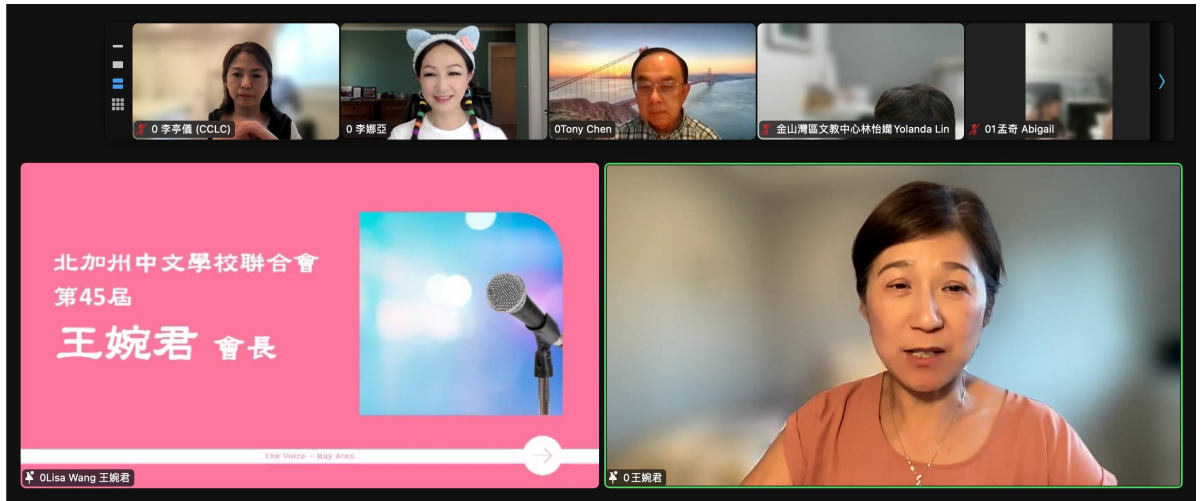 0 李亭儀 (CCLC)
0 李娜亞
0Tony Chen
金山灣區文教中心林怡嫻 Yolanda Lin
01孟奇 Abigail
北加州中文學校聯合會
第45屆
王婉君 會長
The Voice – Bay Area
0Lisa Wang 王婉君
0王婉君